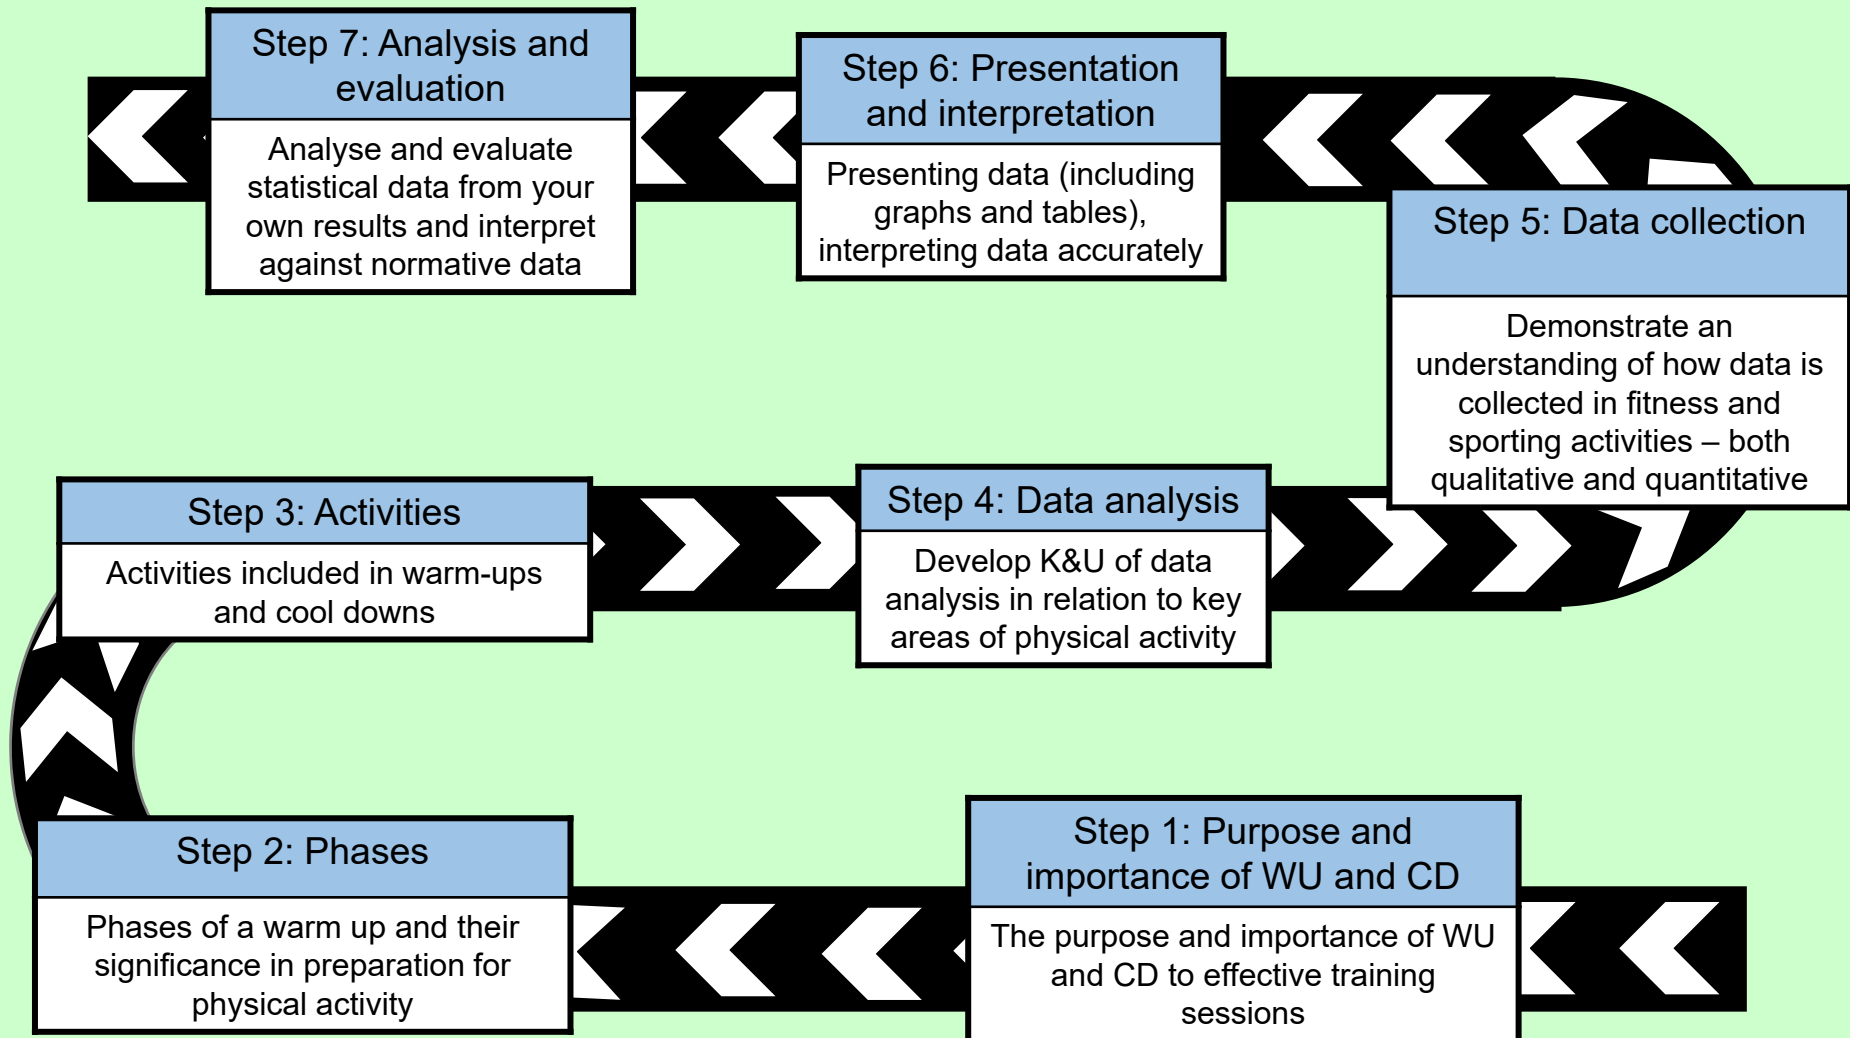 Step 7: Analysis and
evaluation
Analyse and evaluate
statistical data from your
own results and interpret
against normative data
Step 6: Presentation
and interpretation
Presenting data (including
graphs and tables),
interpreting data accurately
Step 5: Data collection
Demonstrate an
understanding of how data is
collected in fitness and
sporting activities – both
qualitative and quantitative
Step 3: Activities
Activities included in warm-ups
and cool downs
Step 4: Data analysis
Develop K&U of data
analysis in relation to key
areas of physical activity
Step 2: Phases
Phases of a warm up and their
significance in preparation for
physical activity
Step 1: Purpose and
importance of WU and CD
The purpose and importance of WU
and CD to effective training
sessions